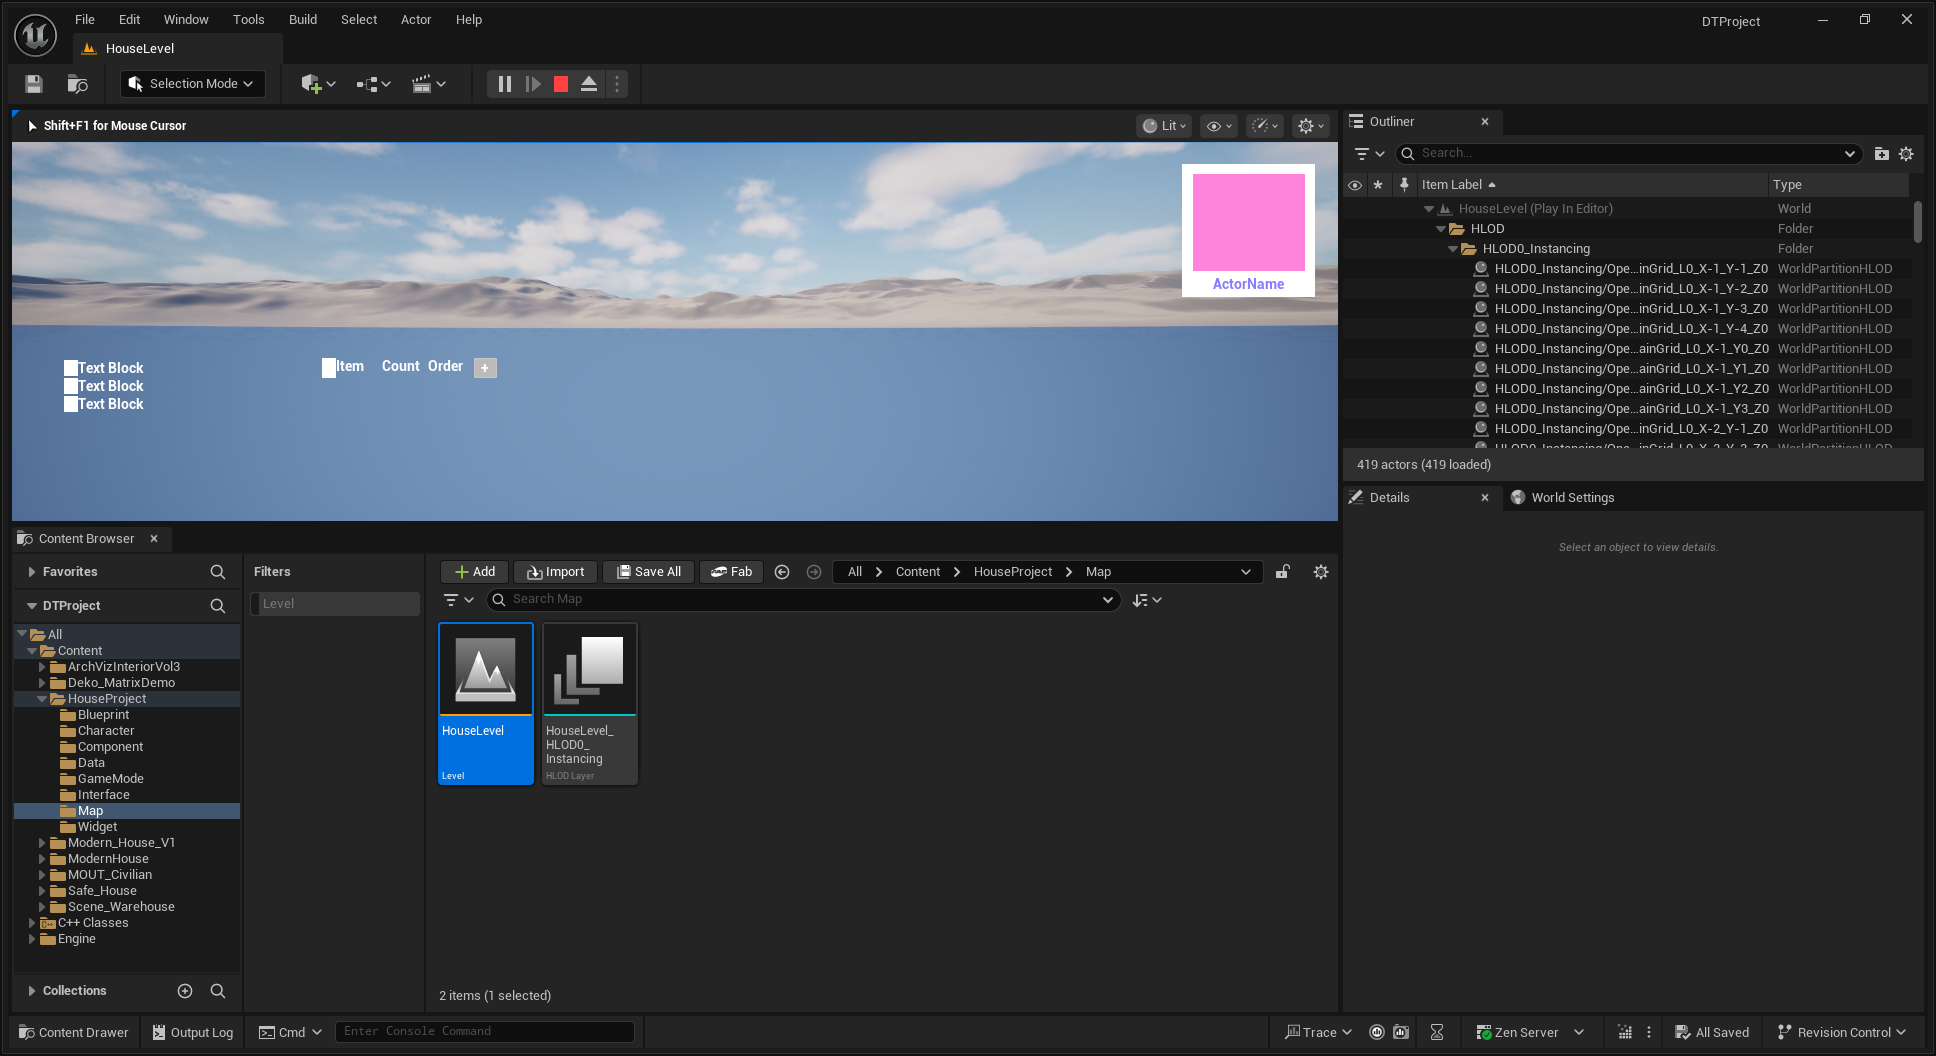 File Edit Window Tools Build Select Actor Help
DTProject
HouseLevel
Selection Mode
Shift+F1 for Mouse Cursor
Lit
ActorName
Text Block
Text Block
Text Block
Item Count Order +
Outliner
Search...
Item Label Type
HouseLevel (Play In Editor) World
HLOD Folder
HLOD0_Instancing Folder
HLOD0_Instancing/Ope...inGrid_L0_X-1_Y-1_Z0 WorldPartitionHLOD
HLOD0_Instancing/Ope...inGrid_L0_X-1_Y-2_Z0 WorldPartitionHLOD
HLOD0_Instancing/Ope...inGrid_L0_X-1_Y-3_Z0 WorldPartitionHLOD
HLOD0_Instancing/Ope...inGrid_L0_X-1_Y-4_Z0 WorldPartitionHLOD
HLOD0_Instancing/Ope...ainGrid_L0_X-1_Y0_Z0 WorldPartitionHLOD
HLOD0_Instancing/Ope...ainGrid_L0_X-1_Y1_Z0 WorldPartitionHLOD
HLOD0_Instancing/Ope...ainGrid_L0_X-1_Y2_Z0 WorldPartitionHLOD
HLOD0_Instancing/Ope...ainGrid_L0_X-1_Y3_Z0 WorldPartitionHLOD
HLOD0_Instancing/Ope...inGrid_L0_X-2_Y-1_Z0 WorldPartitionHLOD
419 actors (419 loaded)
Details World Settings
Select an object to view details.
Content Browser
Favorites
DTProject
All
Content
ArchVizInteriorVol3
Deko_MatrixDemo
HouseProject
Blueprint
Character
Component
Data
GameMode
Interface
Map
Widget
Modern_House_V1
ModernHouse
MOUT_Civilian
Safe_House
Scene_Warehouse
C++ Classes
Engine
Collections
Filters
Level
Add Import Save All Fab All > Content > HouseProject > Map
Search Map
HouseLevel
Level
HouseLevel_
HLOD0_
Instancing
HLOD Layer
2 items (1 selected)
Content Drawer Output Log Cmd Enter Console Command Trace Zen Server All Saved Revision Control